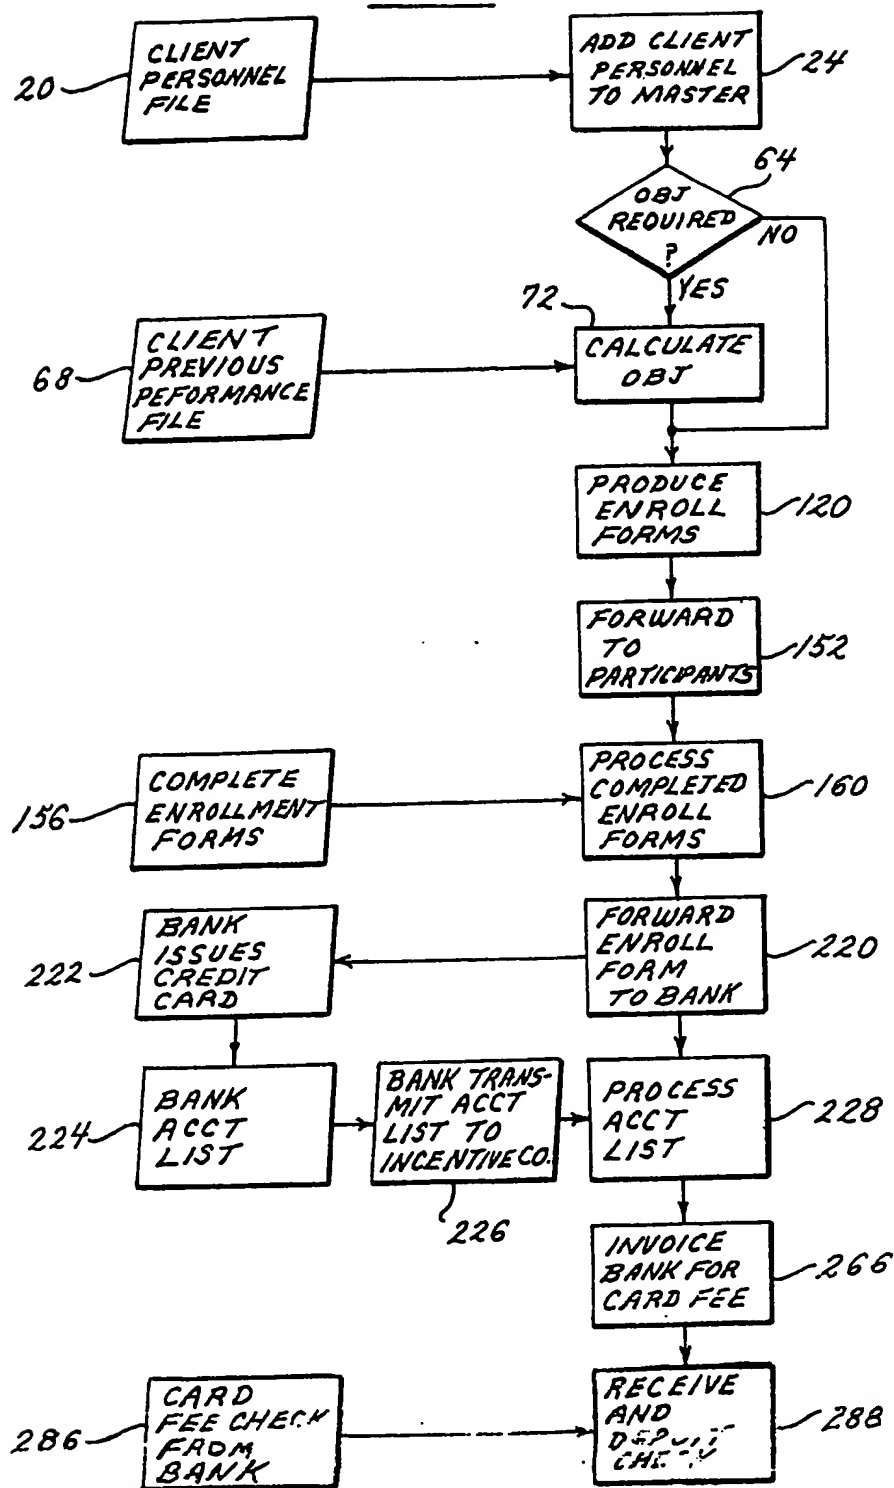 CLIENT
PERSONNEL
FILE
20
ADD CLIENT
PERSONNEL
TO MASTER
24
OBJ
REQUIRED
?
64
NO
YES
72
CLIENT
PREVIOUS
PEFORMANCE
FILE
68
CALCULATE
OBJ
PRODUCE
ENROLL
FORMS
120
FORWARD
TO
PARTICIPANTS
152
COMPLETE
ENROLLMENT
FORMS
156
PROCESS
COMPLETED
ENROLL
FORMS
160
BANK
ISSUES
CREDIT
CARD
222
FORWARD
ENROLL
FORM
TO BANK
220
BANK
ACCT
LIST
224
BANK TRANS-
MIT ACCT
LIST TO
INCENTIVE CO.
226
PROCESS
ACCT
LIST
228
INVOICE
BANK FOR
CARD FEE
266
CARD
FEE CHECK
FROM
BANK
286
RECEIVE
AND
DEPOSIT
CHECK
288